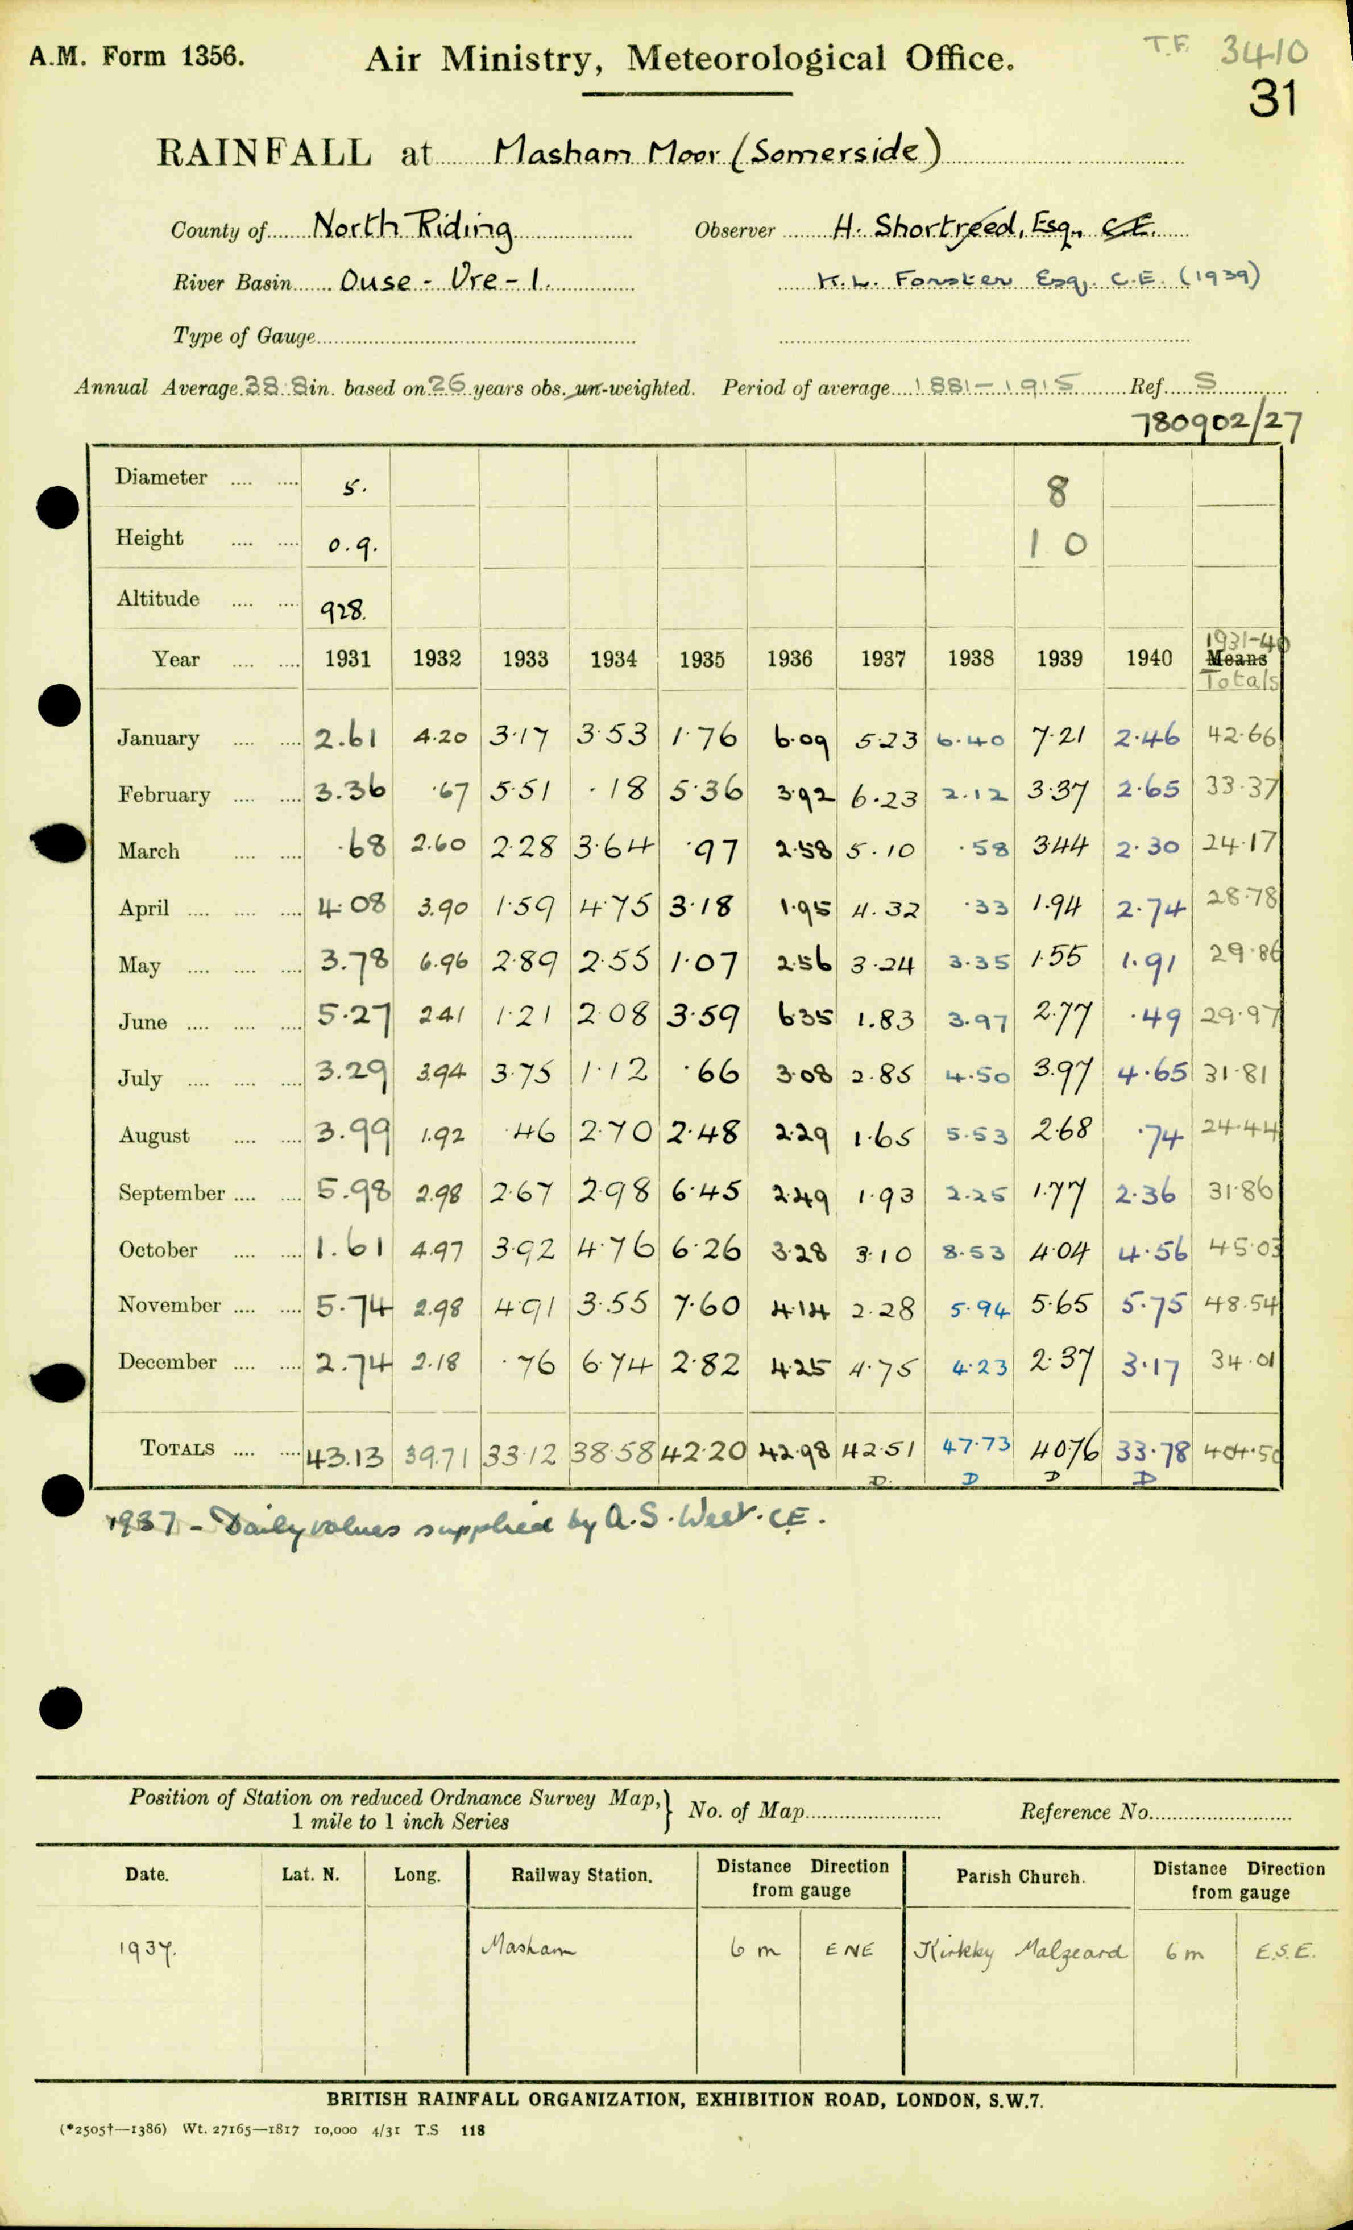 A.M. Form 1356.
Air Ministry, Meteorological Office.
T.F. 3410
31
RAINFALL at Masham Moor (Somerside)
County of North Riding Observer H. Shortreed, Esq., C.E.
River Basin Ouse - Ure - 1. K.L. Forster Esq. C.E. (1939)
Type of Gauge
Annual Average 38.8 in. based on 26 years obs. un-weighted. Period of average 1881-1915 Ref. S
780902/27
Diameter 5. 8
Height 0.9. 1 0
Altitude 928.
Year 1931 1932 1933 1934 1935 1936 1937 1938 1939 1940 1931-40 Means Totals
January 2.61 4.20 3.17 3.53 1.76 6.09 5.23 6.40 7.21 2.46 42.66
February 3.36 .67 5.51 .18 5.36 3.92 6.23 2.12 3.37 2.65 33.37
March .68 2.60 2.28 3.64 .97 2.58 5.10 .58 3.44 2.30 24.17
April 4.08 3.90 1.59 4.75 3.18 1.95 4.32 .33 1.94 2.74 28.78
May 3.78 6.96 2.89 2.55 1.07 2.56 3.24 3.35 1.55 1.91 29.86
June 5.27 2.41 1.21 2.08 3.59 6.35 1.83 3.97 2.77 .49 29.97
July 3.29 3.94 3.75 1.12 .66 3.08 2.85 4.50 3.97 4.65 31.81
August 3.99 1.92 .46 2.70 2.48 2.29 1.65 5.53 2.68 .74 24.44
September 5.98 2.98 2.67 2.98 6.45 2.49 1.93 2.25 1.77 2.36 31.86
October 1.61 4.97 3.92 4.76 6.26 3.28 3.10 8.53 4.04 4.56 45.03
November 5.74 2.98 4.91 3.55 7.60 4.14 2.28 5.94 5.65 5.75 48.54
December 2.74 2.18 .76 6.74 2.82 4.25 4.75 4.23 2.37 3.17 34.01
TOTALS 43.13 39.71 33.12 38.58 42.20 42.98 42.51 47.73 40.76 33.78 404.50
D. D D D
1937 - Daily values supplied by A.S. West. C.E.
Position of Station on reduced Ordnance Survey Map, } No. of Map Reference No.
1 mile to 1 inch Series
Date. Lat. N. Long. Railway Station. Distance Direction from gauge Parish Church. Distance Direction from gauge
1937. Masham 6 m ENE Kirkby Malzeard 6 m E.S.E.
BRITISH RAINFALL ORGANIZATION, EXHIBITION ROAD, LONDON, S.W.7.
(*2505†—1386) Wt. 27165—1817 10,000 4/31 T.S 118